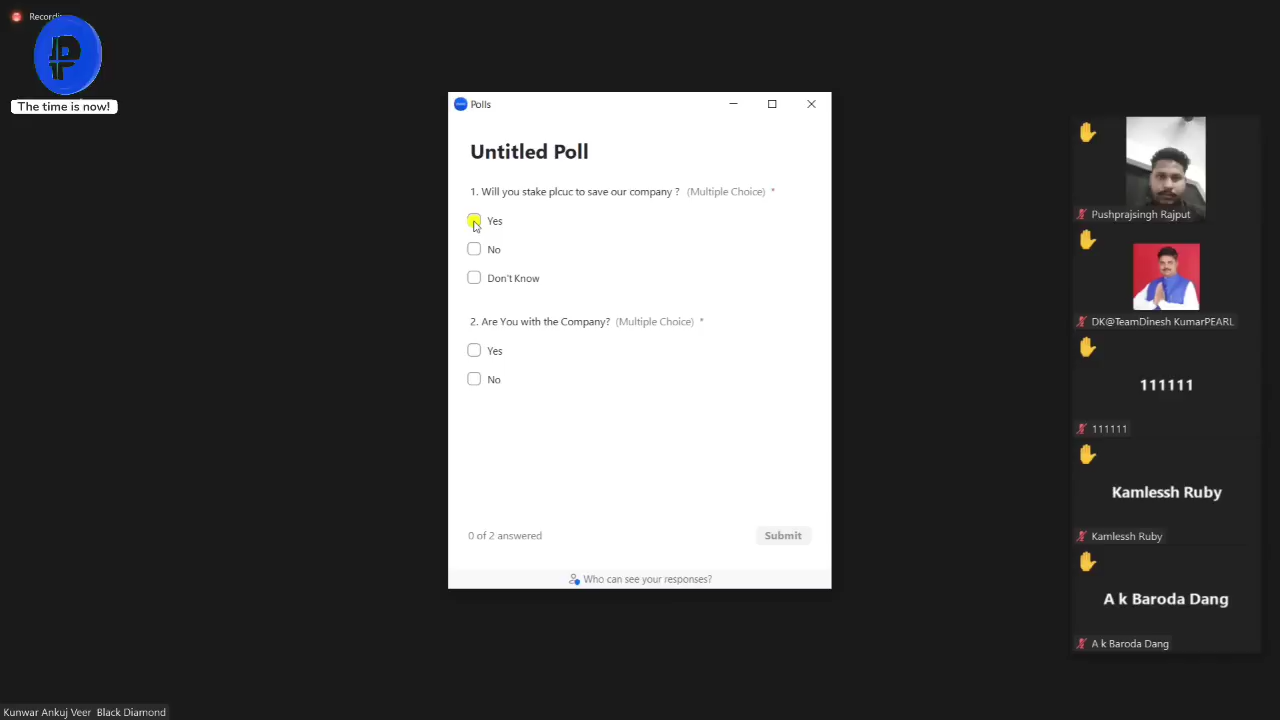 Recording
The time is now!
Polls
Untitled Poll
1. Will you stake plcuc to save our company ? (Multiple Choice) *
Yes
No
Don't Know
2. Are You with the Company? (Multiple Choice) *
Yes
No
0 of 2 answered
Submit
Who can see your responses?
Pushprajsingh Rajput
DK@TeamDinesh KumarPEARL
111111
111111
Kamlessh Ruby
Kamlessh Ruby
A k Baroda Dang
A k Baroda Dang
Kunwar Ankuj Veer Black Diamond